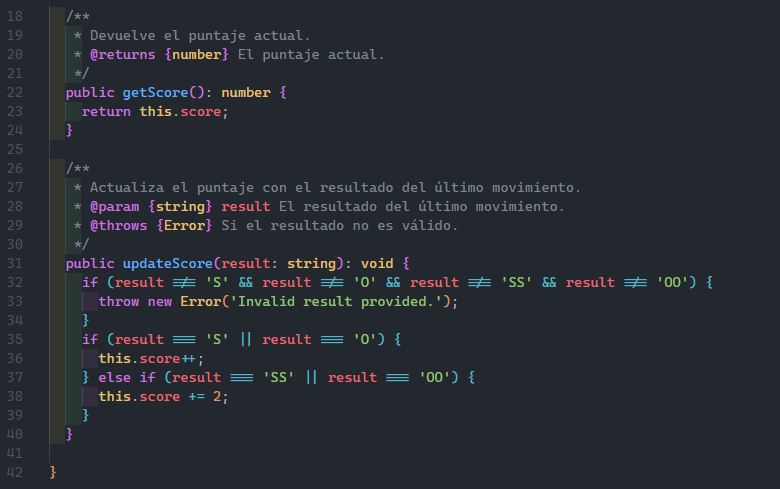 18   /**
19    * Devuelve el puntaje actual.
20    * @returns {number} El puntaje actual.
21    */
22   public getScore(): number {
23     return this.score;
24   }
25
26   /**
27    * Actualiza el puntaje con el resultado del último movimiento.
28    * @param {string} result El resultado del último movimiento.
29    * @throws {Error} Si el resultado no es válido.
30    */
31   public updateScore(result: string): void {
32     if (result !== 'S' && result !== 'O' && result !== 'SS' && result !== 'OO') {
33       throw new Error('Invalid result provided.');
34     }
35     if (result === 'S' || result === 'O') {
36       this.score++;
37     } else if (result === 'SS' || result === 'OO') {
38       this.score += 2;
39     }
40   }
41
42 }